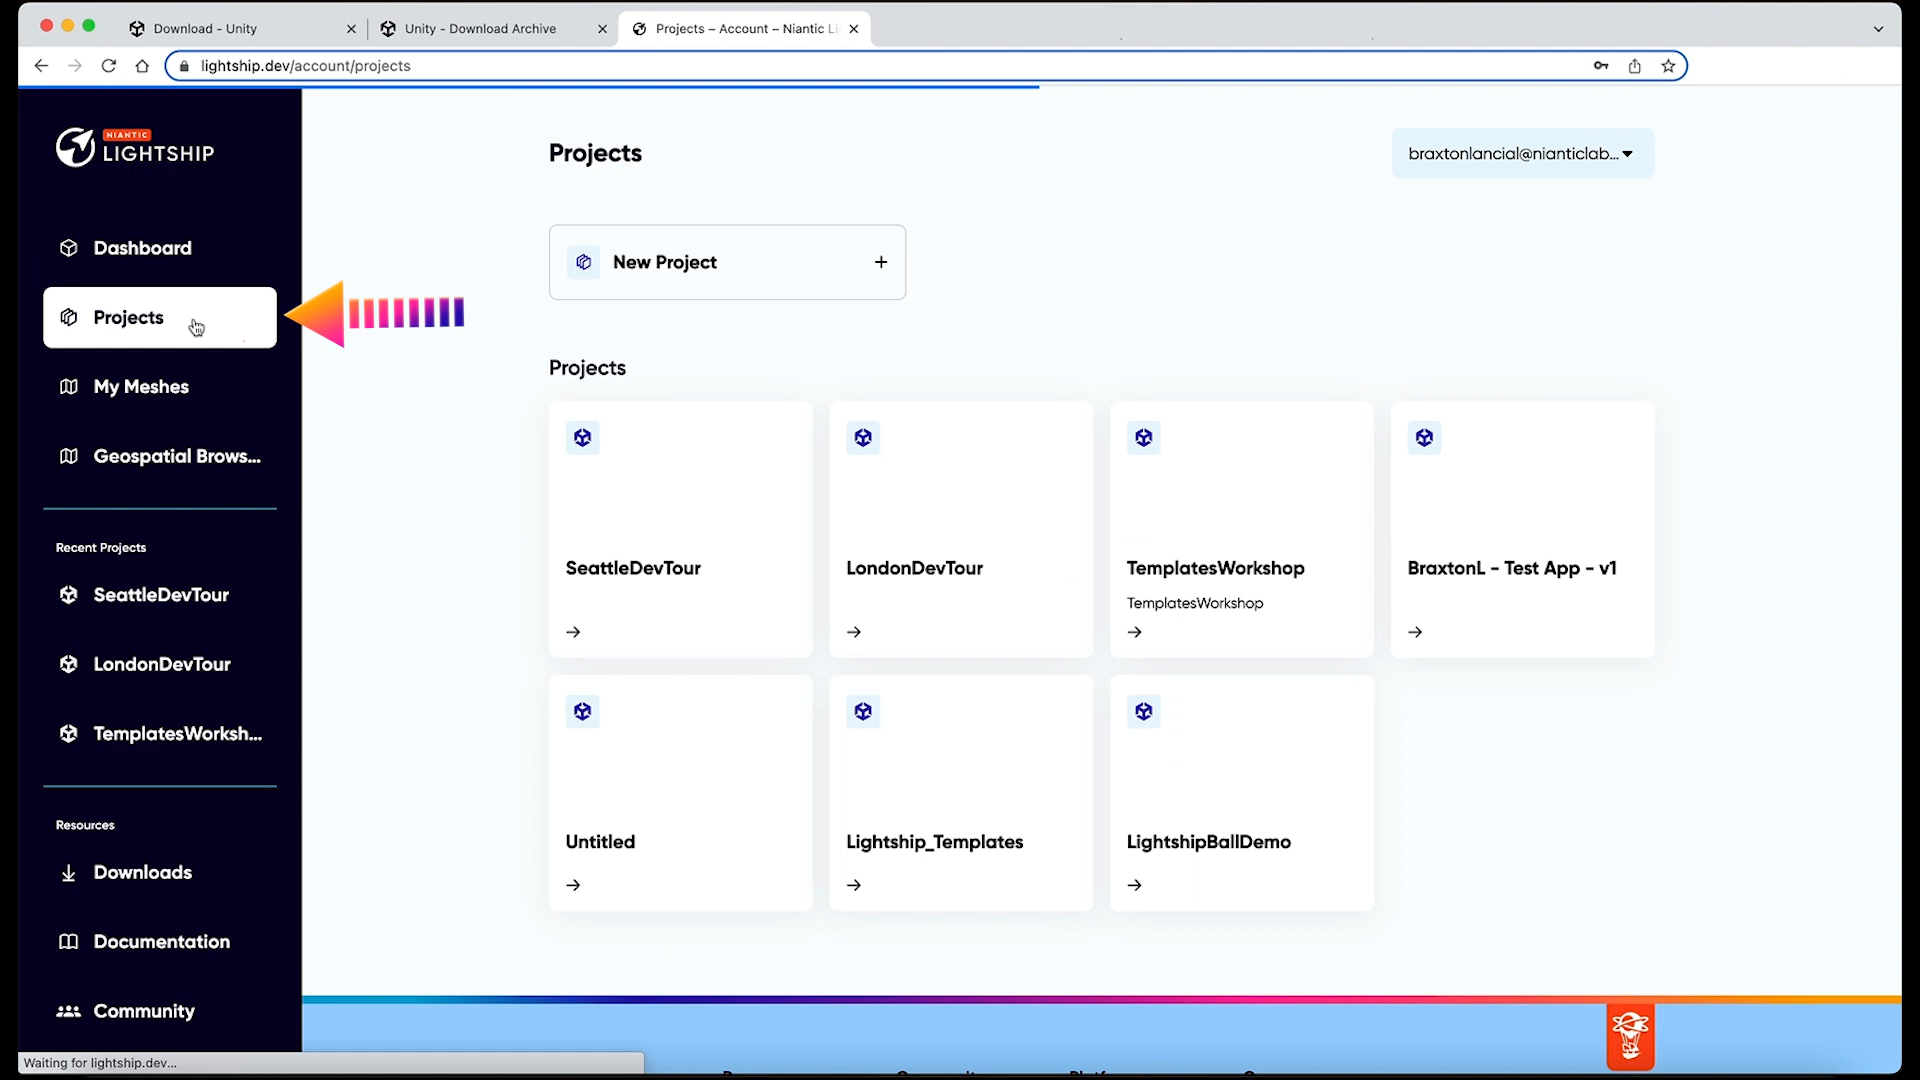 Download - Unity
Unity - Download Archive
Projects – Account – Niantic Li
lightship.dev/account/projects
NIANTIC
LIGHTSHIP
Dashboard
Projects
My Meshes
Geospatial Brows...
Recent Projects
SeattleDevTour
LondonDevTour
TemplatesWorksh...
Resources
Downloads
Documentation
Community
Projects
braxtonlancial@nianticlab...
New Project +
Projects
SeattleDevTour
LondonDevTour
TemplatesWorkshop
TemplatesWorkshop
BraxtonL - Test App - v1
Untitled
Lightship_Templates
LightshipBallDemo
Waiting for lightship.dev...